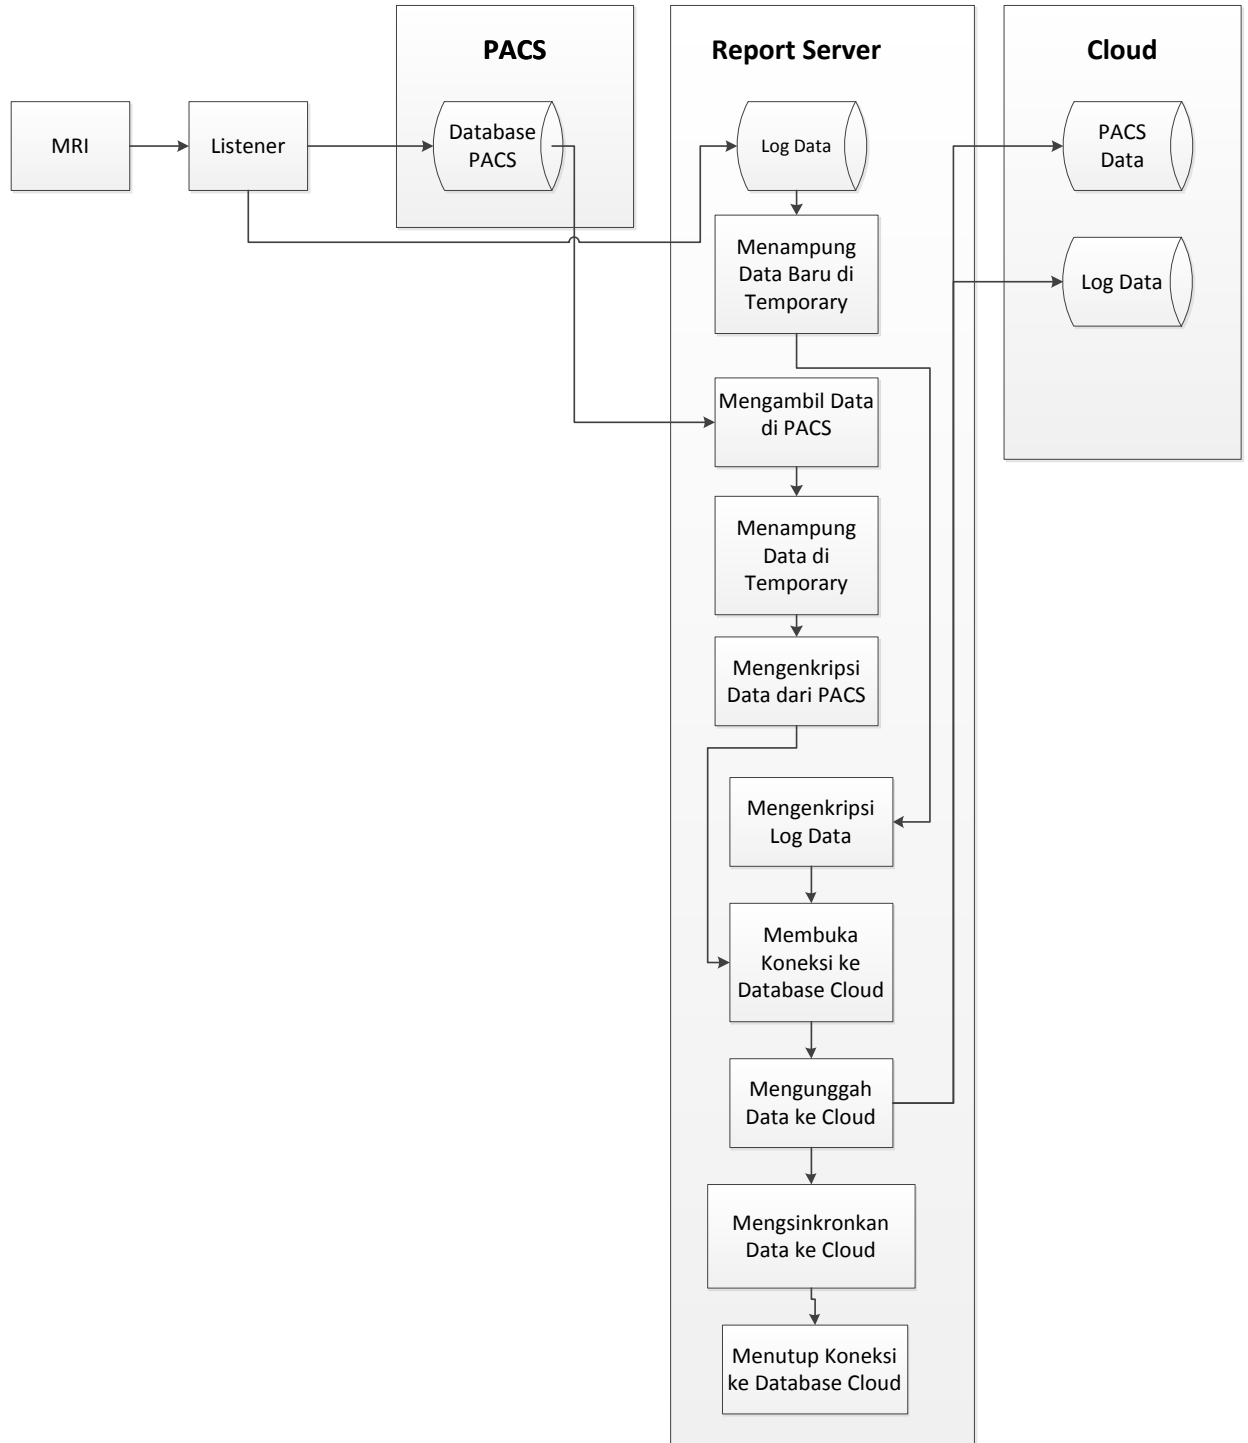 PACS
Report Server
Cloud
MRI
Listener
Database
PACS
Log Data
PACS
Data
Menampung
Data Baru di
Temporary
Log Data
Mengambil Data
di PACS
Menampung
Data di
Temporary
Mengenkripsi
Data dari PACS
Mengenkripsi
Log Data
Membuka
Koneksi ke
Database Cloud
Mengunggah
Data ke Cloud
Mengsinkronkan
Data ke Cloud
Menutup Koneksi
ke Database Cloud